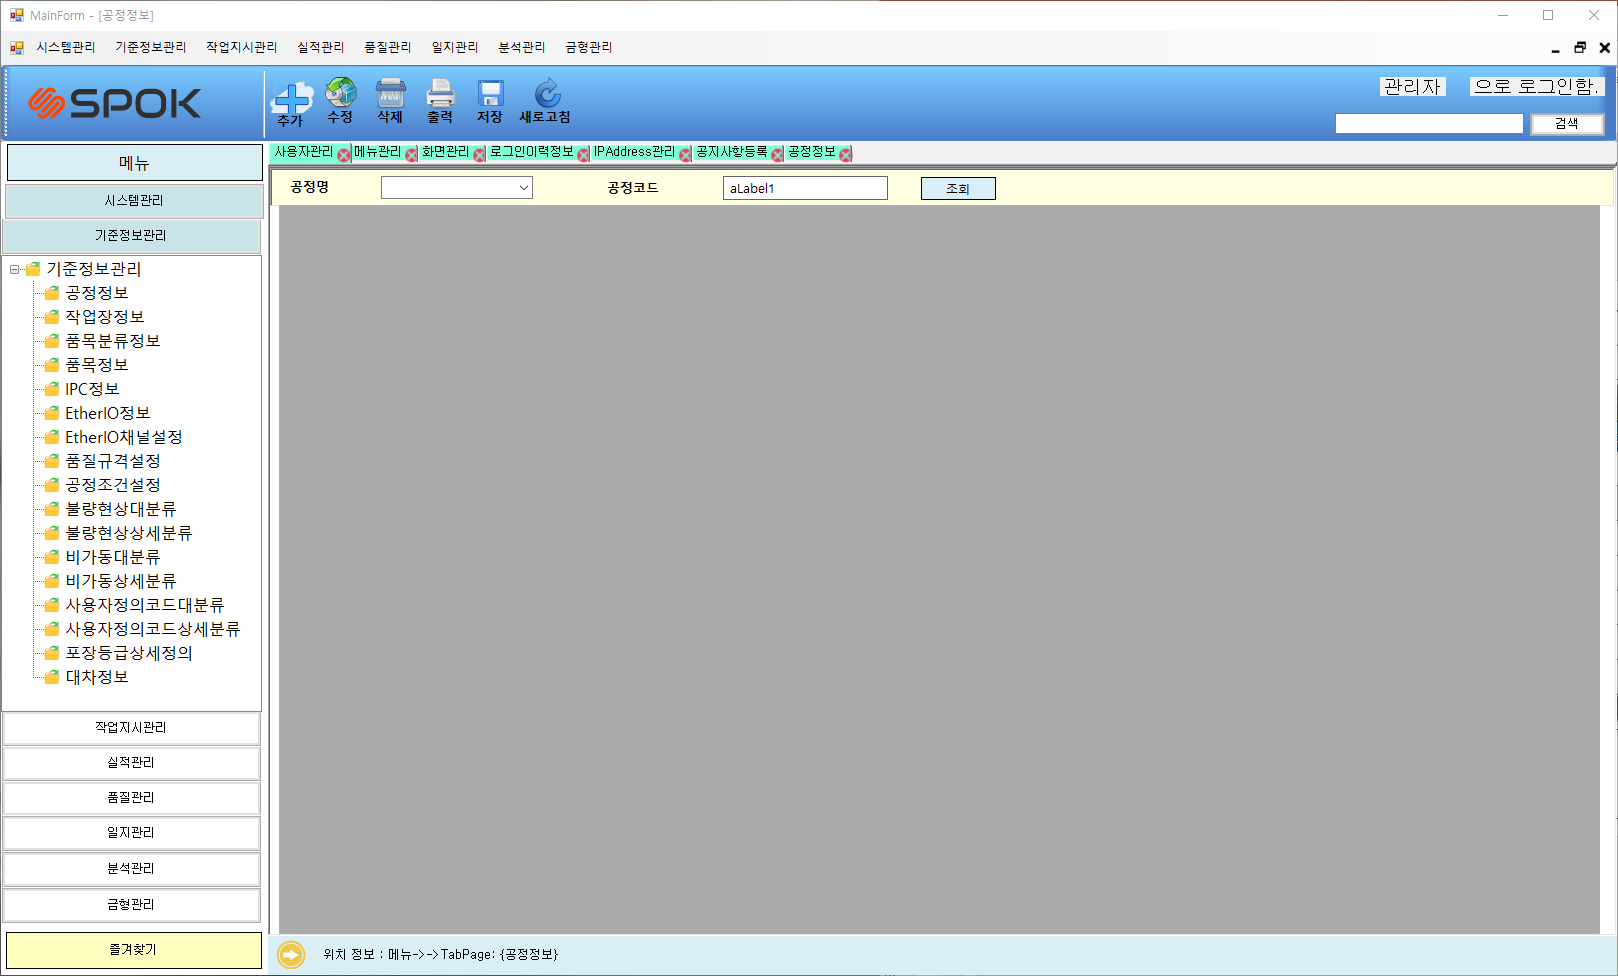 MainForm - [공정정보]
시스템관리 기준정보관리 작업지시관리 실적관리 품질관리 일지관리 분석관리 금형관리
SPOK
추가 수정 삭제 출력 저장 새로고침
관리자 으로 로그인함.
검색
메뉴
사용자관리 메뉴관리 화면관리 로그인이력정보 IPAddress관리 공지사항등록 공정정보
공정명 공정코드 aLabel1 조회
시스템관리
기준정보관리
기준정보관리
공정정보
작업장정보
품목분류정보
품목정보
IPC정보
EtherIO정보
EtherIO채널설정
품질규격설정
공정조건설정
불량현상대분류
불량현상상세분류
비가동대분류
비가동상세분류
사용자정의코드대분류
사용자정의코드상세분류
포장등급상세정의
대차정보
작업지시관리
실적관리
품질관리
일지관리
분석관리
금형관리
즐겨찾기
위치 정보 : 메뉴->->TabPage: {공정정보}